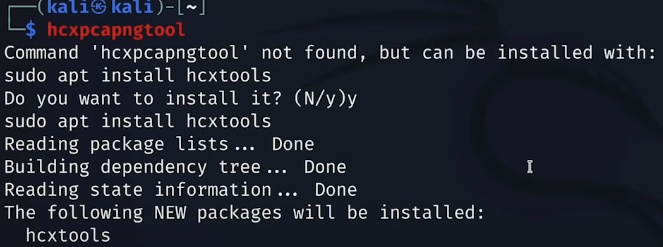 ┌──(kali㉿kali)-[~]
└─$ hcxpcapngtool
Command 'hcxpcapngtool' not found, but can be installed with:
sudo apt install hcxtools
Do you want to install it? (N/y)y
sudo apt install hcxtools
Reading package lists... Done
Building dependency tree... Done
Reading state information... Done
The following NEW packages will be installed:
  hcxtools